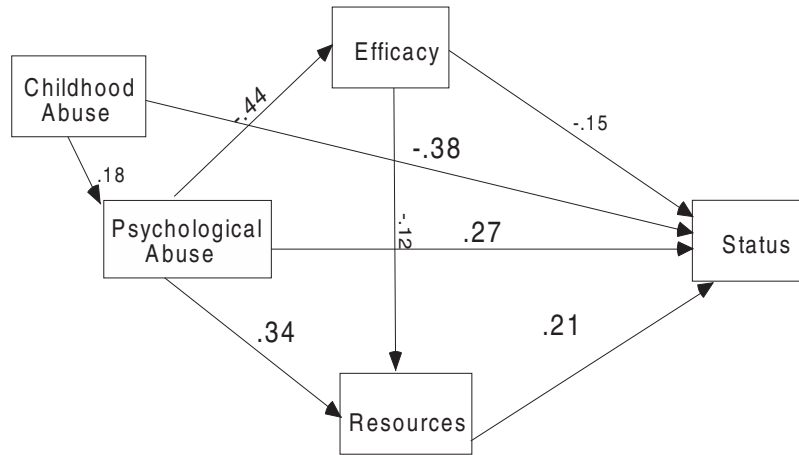 Efficacy
Childhood
Abuse
-.44
-.15
-.38
.18
Psychological
Abuse
-.12
.27
Status
.34
.21
Resources